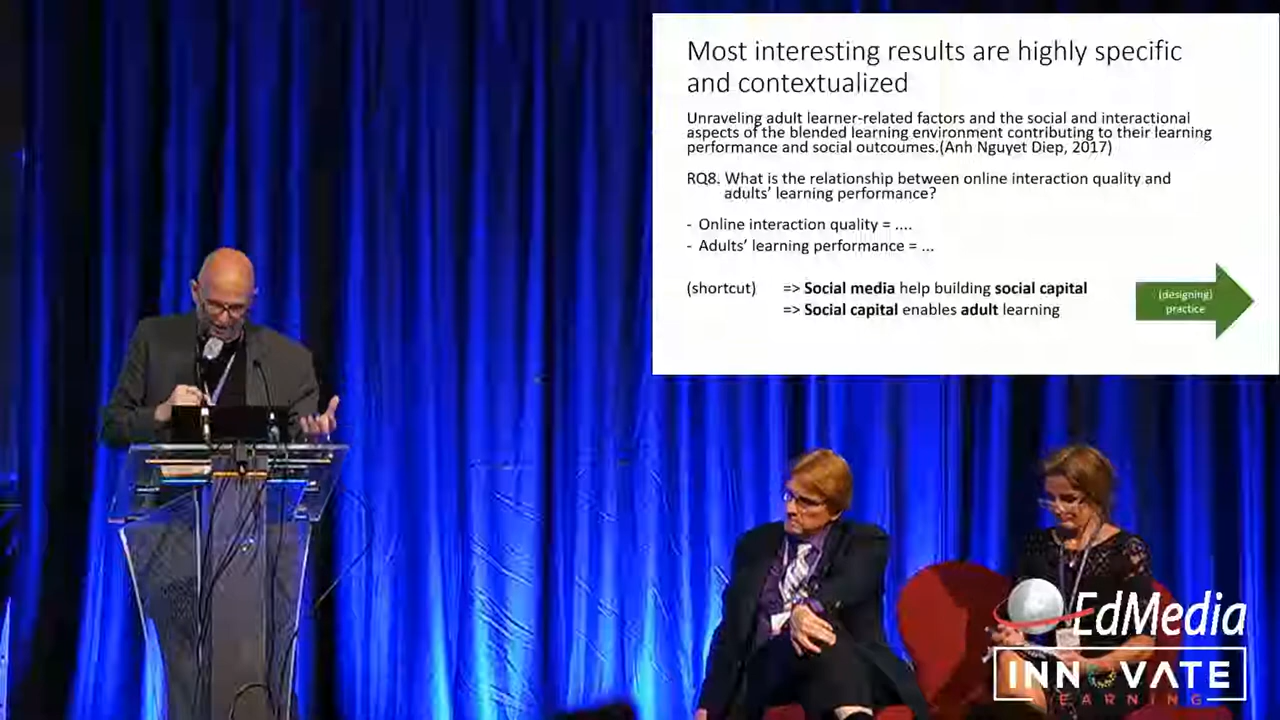 Most interesting results are highly specific
and contextualized
Unraveling adult learner-related factors and the social and interactional
aspects of the blended learning environment contributing to their learning
performance and social outcoumes.(Anh Nguyet Diep, 2017)
RQ8. What is the relationship between online interaction quality and
adults' learning performance?
- Online interaction quality = ....
- Adults' learning performance = ...
(shortcut) => Social media help building social capital
=> Social capital enables adult learning
(designing)
practice
EdMedia
INNOVATE
LEARNING